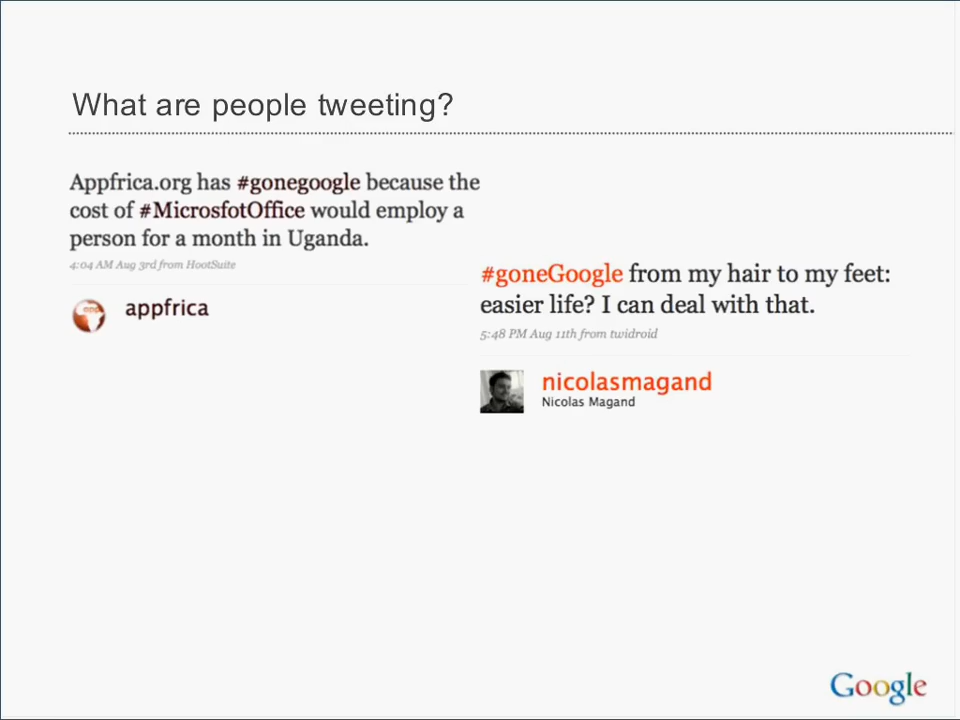 What are people tweeting?
Appfrica.org has #gonegoogle because the
cost of #MicrosfotOffice would employ a
person for a month in Uganda.
4:04 AM Aug 3rd from HootSuite
appfrica
#goneGoogle from my hair to my feet:
easier life? I can deal with that.
5:48 PM Aug 11th from twidroid
nicolasmagand
Nicolas Magand
Google